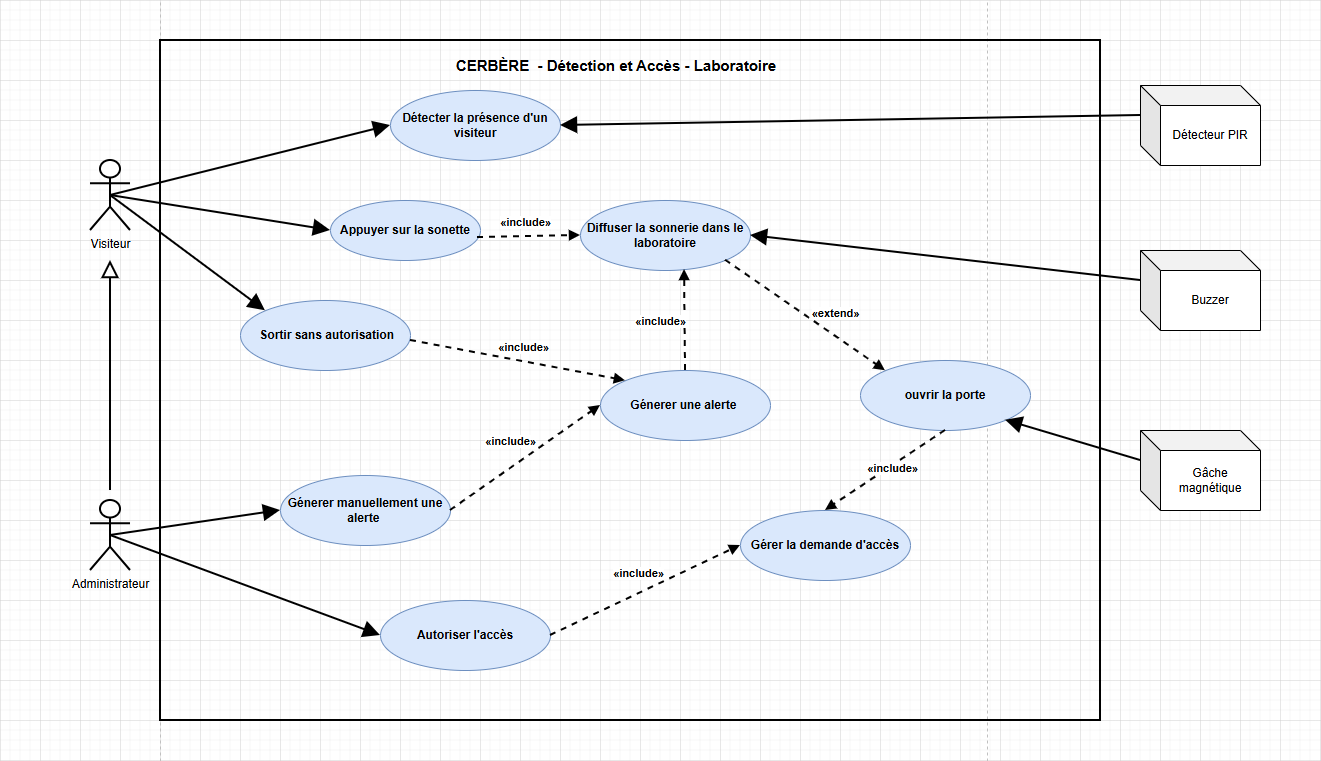 CERBÈRE - Détection et Accès - Laboratoire
Détecter la présence d'un
visiteur
Détecteur PIR
Visiteur
Appuyer sur la sonette
«include»
Diffuser la sonnerie dans le
laboratoire
Buzzer
«include»
«extend»
Sortir sans autorisation
«include»
Génerer une alerte
ouvrir la porte
«include»
«include»
Gâche
magnétique
Génerer manuellement une
alerte
Administrateur
Gérer la demande d'accès
«include»
Autoriser l'accès